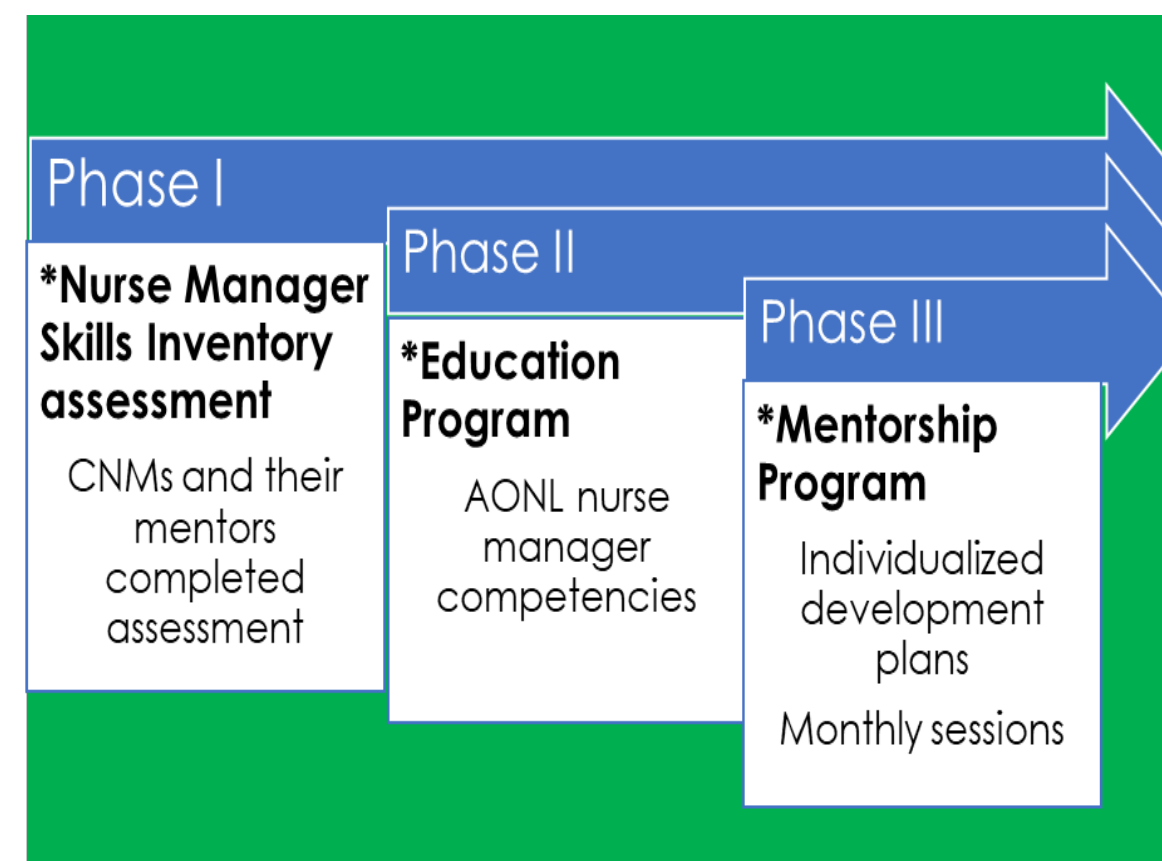 Phase I
*Nurse Manager
Skills Inventory
assessment
CNMs and their
mentors
completed
assessment
Phase II
*Education
Program
AONL nurse
manager
competencies
Phase III
*Mentorship
Program
Individualized
development
plans
Monthly sessions